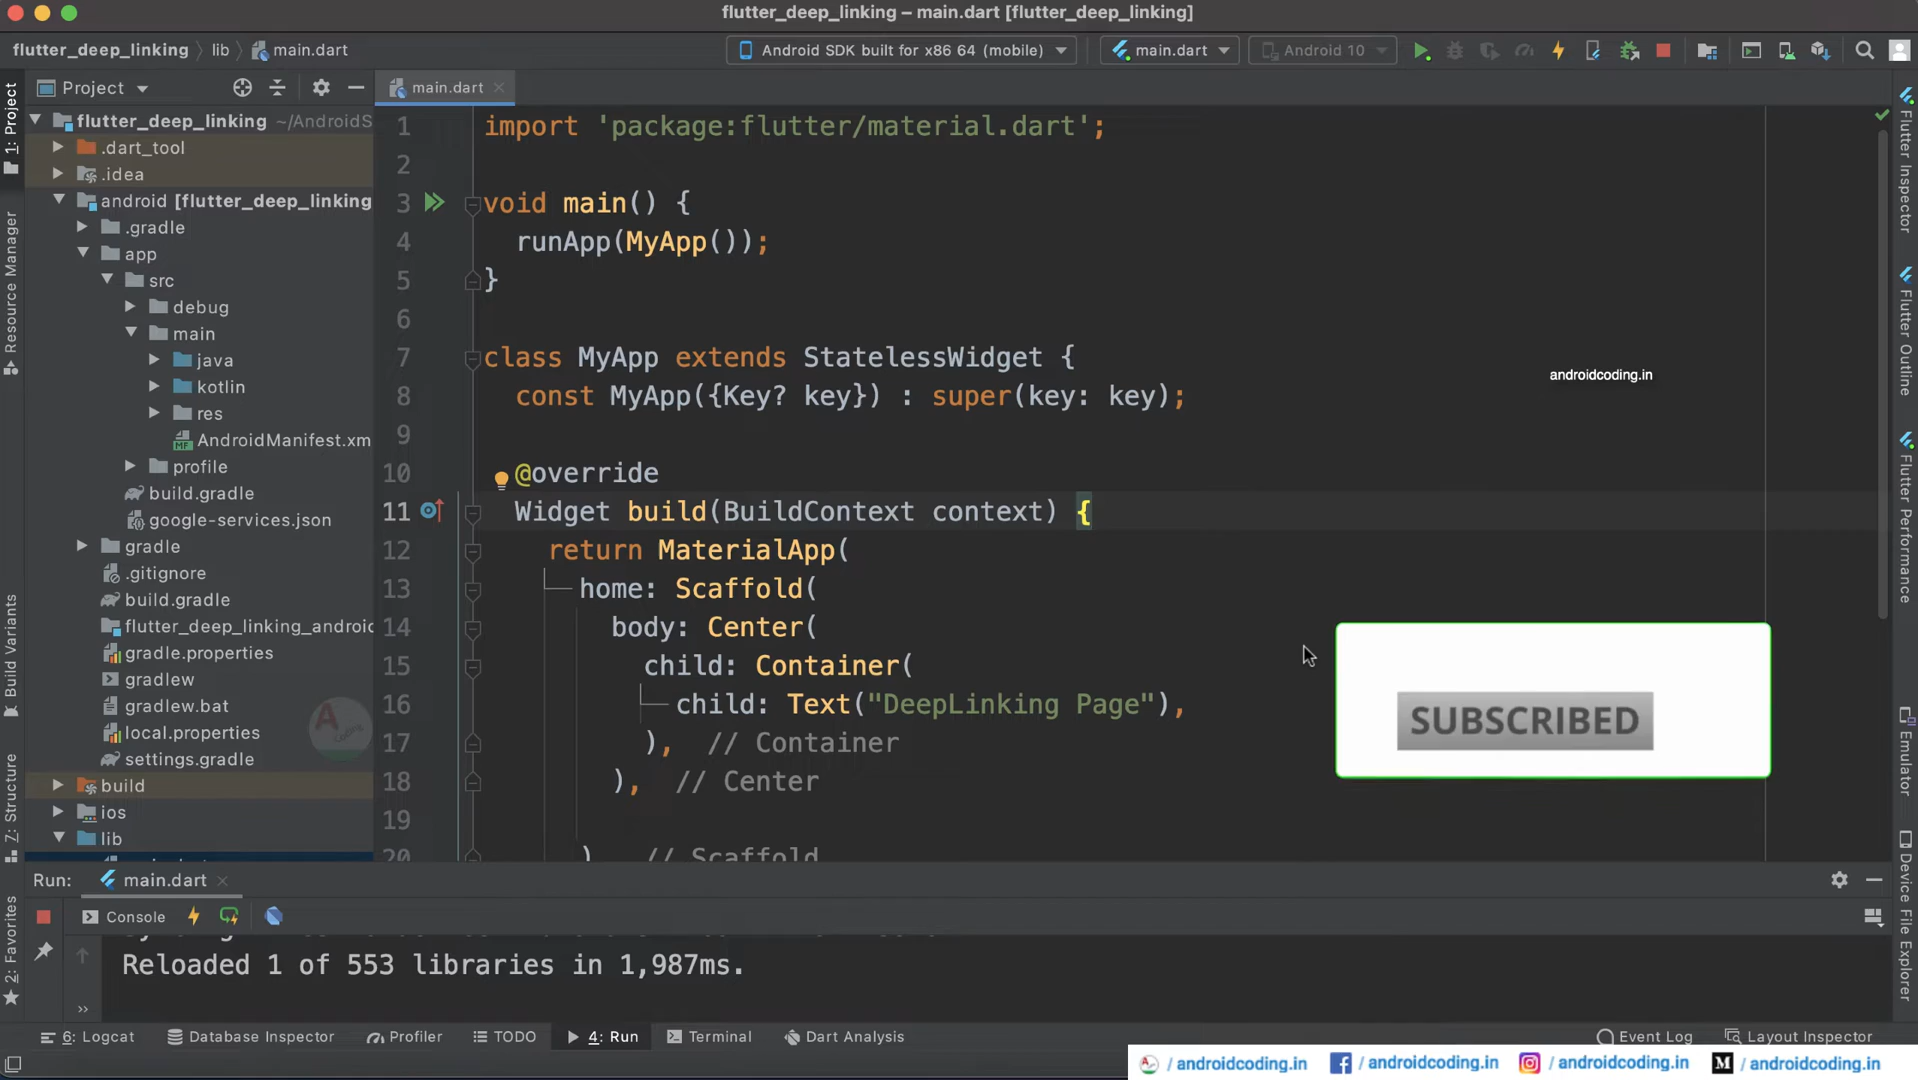 flutter_deep_linking – main.dart [flutter_deep_linking]
flutter_deep_linking lib main.dart
Android SDK built for x86 64 (mobile) main.dart Android 10
Project
main.dart
1: Project
Resource Manager
Build Variants
Z: Structure
2: Favorites
flutter_deep_linking ~/AndroidS
.dart_tool
.idea
android [flutter_deep_linking
.gradle
app
src
debug
main
java
kotlin
res
AndroidManifest.xm
profile
build.gradle
google-services.json
gradle
.gitignore
build.gradle
flutter_deep_linking_android
gradle.properties
gradlew
gradlew.bat
local.properties
settings.gradle
build
ios
lib
1 import 'package:flutter/material.dart';
2
3 void main() {
4 runApp(MyApp());
5 }
6
7 class MyApp extends StatelessWidget {
8 const MyApp({Key? key}) : super(key: key);
9
10 @override
11 Widget build(BuildContext context) {
12 return MaterialApp(
13 home: Scaffold(
14 body: Center(
15 child: Container(
16 child: Text("DeepLinking Page"),
17 ), // Container
18 ), // Center
19
20 ) // Scaffold
androidcoding.in
SUBSCRIBED
Flutter Inspector
Flutter Outline
Flutter Performance
Emulator
Device File Explorer
Run: main.dart
Console
Reloaded 1 of 553 libraries in 1,987ms.
6: Logcat Database Inspector Profiler TODO 4: Run Terminal Dart Analysis Event Log Layout Inspector
/ androidcoding.in / androidcoding.in / androidcoding.in / androidcoding.in